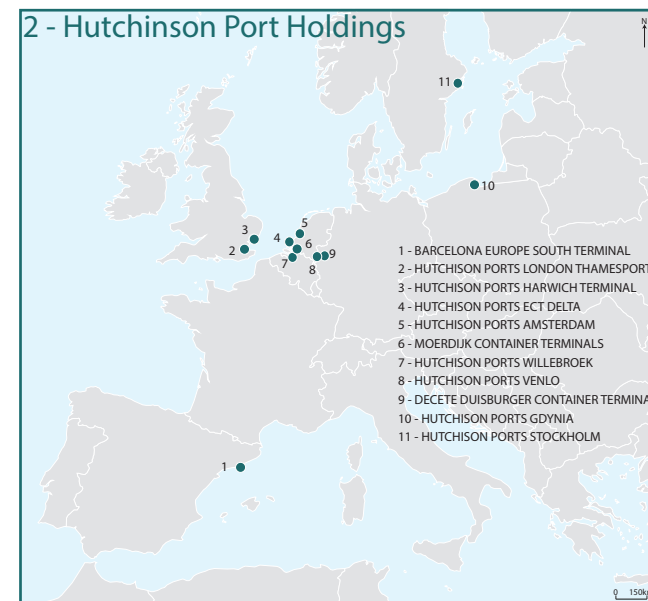 2 - Hutchinson Port Holdings
N
11
10
5
3
4
6
2
9
7
8
1
1 - BARCELONA EUROPE SOUTH TERMINAL
2 - HUTCHISON PORTS LONDON THAMESPORT
3 - HUTCHISON PORTS HARWICH TERMINAL
4 - HUTCHISON PORTS ECT DELTA
5 - HUTCHISON PORTS AMSTERDAM
6 - MOERDIJK CONTAINER TERMINALS
7 - HUTCHISON PORTS WILLEBROEK
8 - HUTCHISON PORTS VENLO
9 - DECETE DUISBURGER CONTAINER TERMINA
10 - HUTCHISON PORTS GDYNIA
11 - HUTCHISON PORTS STOCKHOLM
0 150k